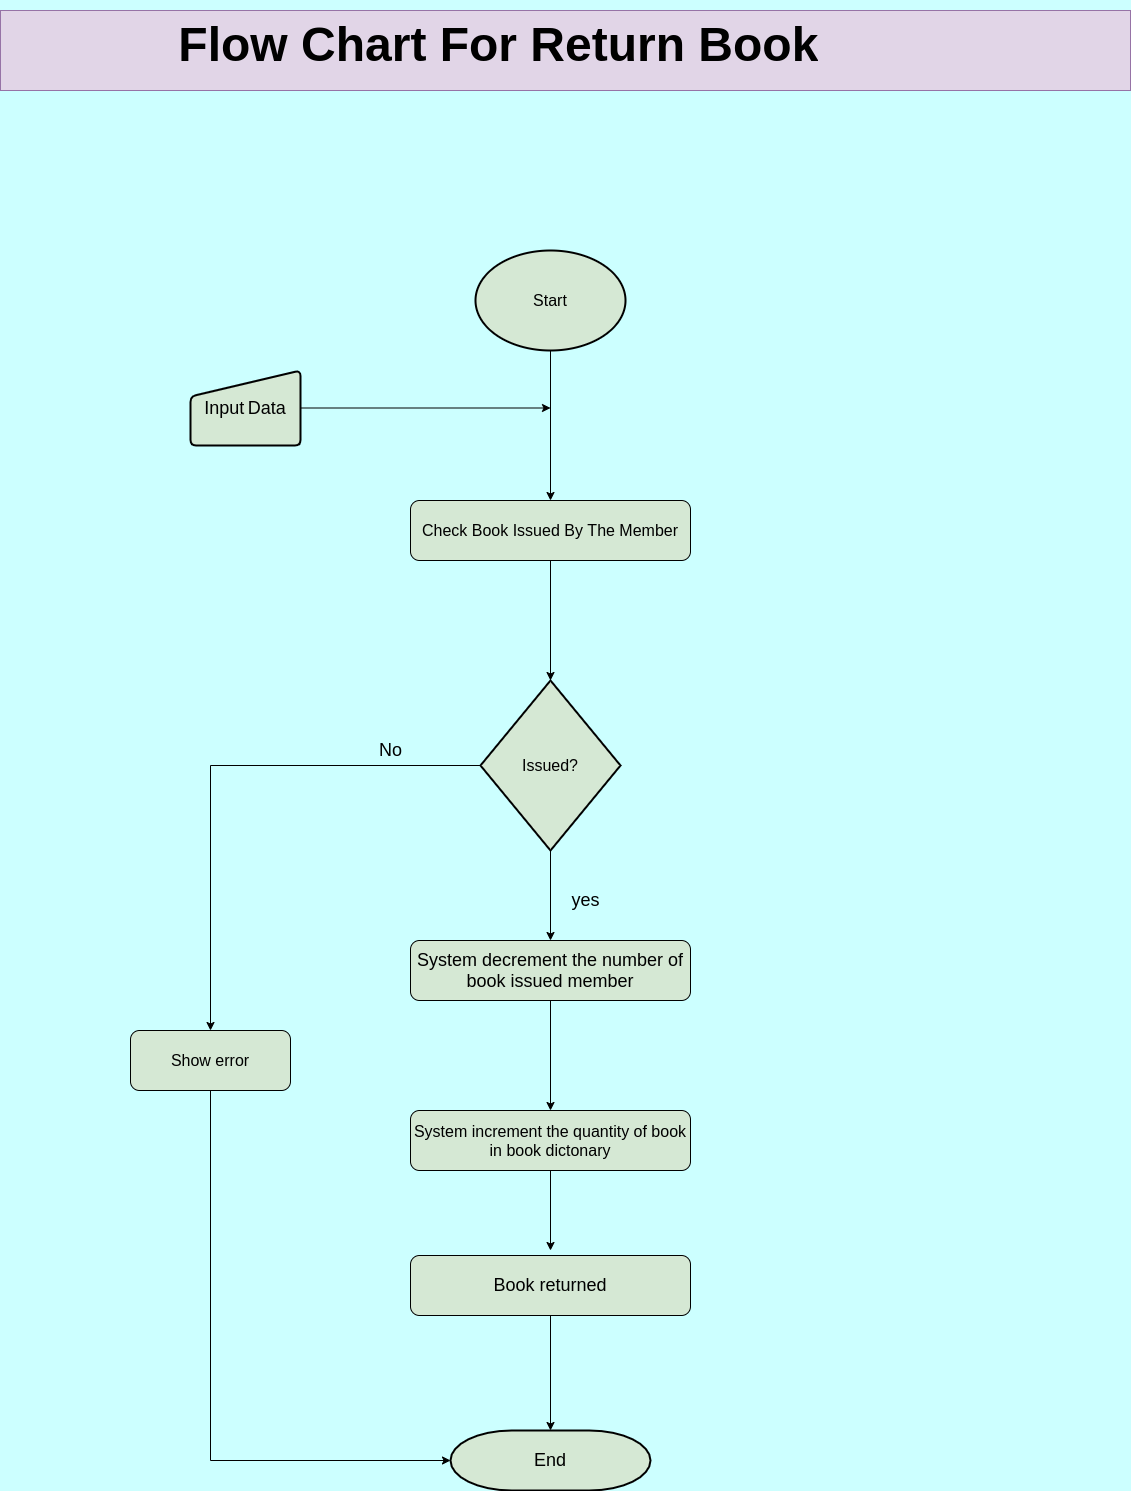 Flow Chart For Return Book
Start
Input Data
Check Book Issued By The Member
Issued?
No
yes
System decrement the number of
book issued member
Show error
System increment the quantity of book
in book dictonary
Book returned
End